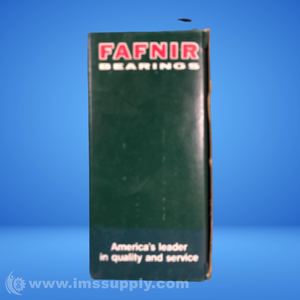 FAFNIR
BEARINGS
America's leader
in quality and service
www.imssupply.com